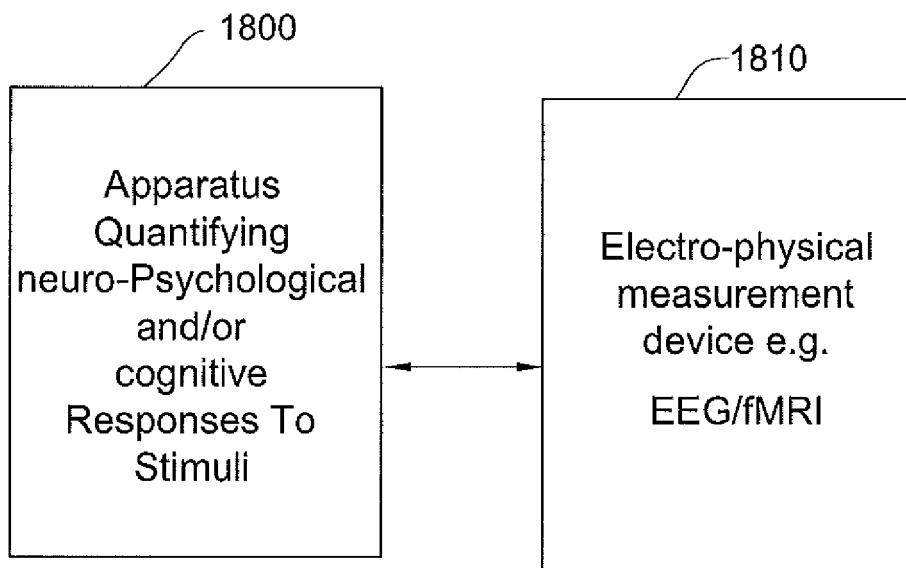 1800
Apparatus
Quantifying
neuro-Psychological
and/or
cognitive
Responses To
Stimuli
1810
Electro-physical
measurement
device e.g.
EEG/fMRI